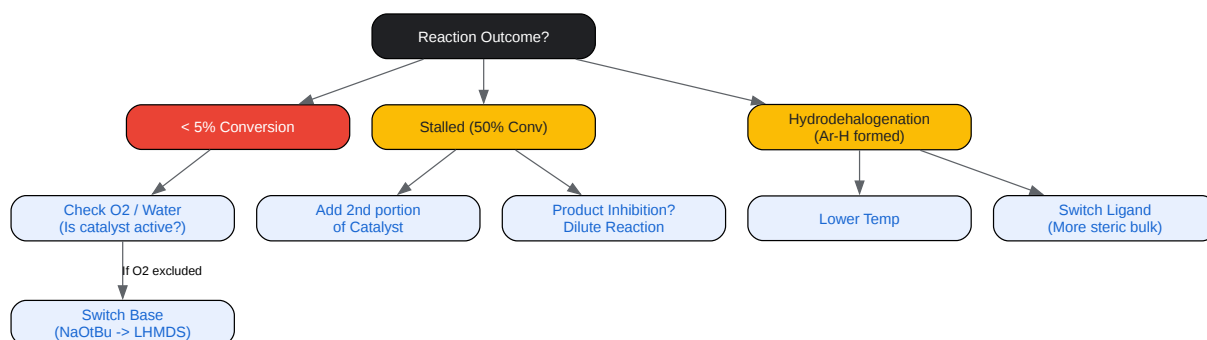 Reaction Outcome?
< 5% Conversion
Stalled (50% Conv)
Hydrodehalogenation
(Ar-H formed)
Check O2 / Water
(Is catalyst active?)
Add 2nd portion
of Catalyst
Product Inhibition?
Dilute Reaction
Lower Temp
Switch Ligand
(More steric bulk)
If O2 excluded
Switch Base
(NaOtBu -> LHMDS)